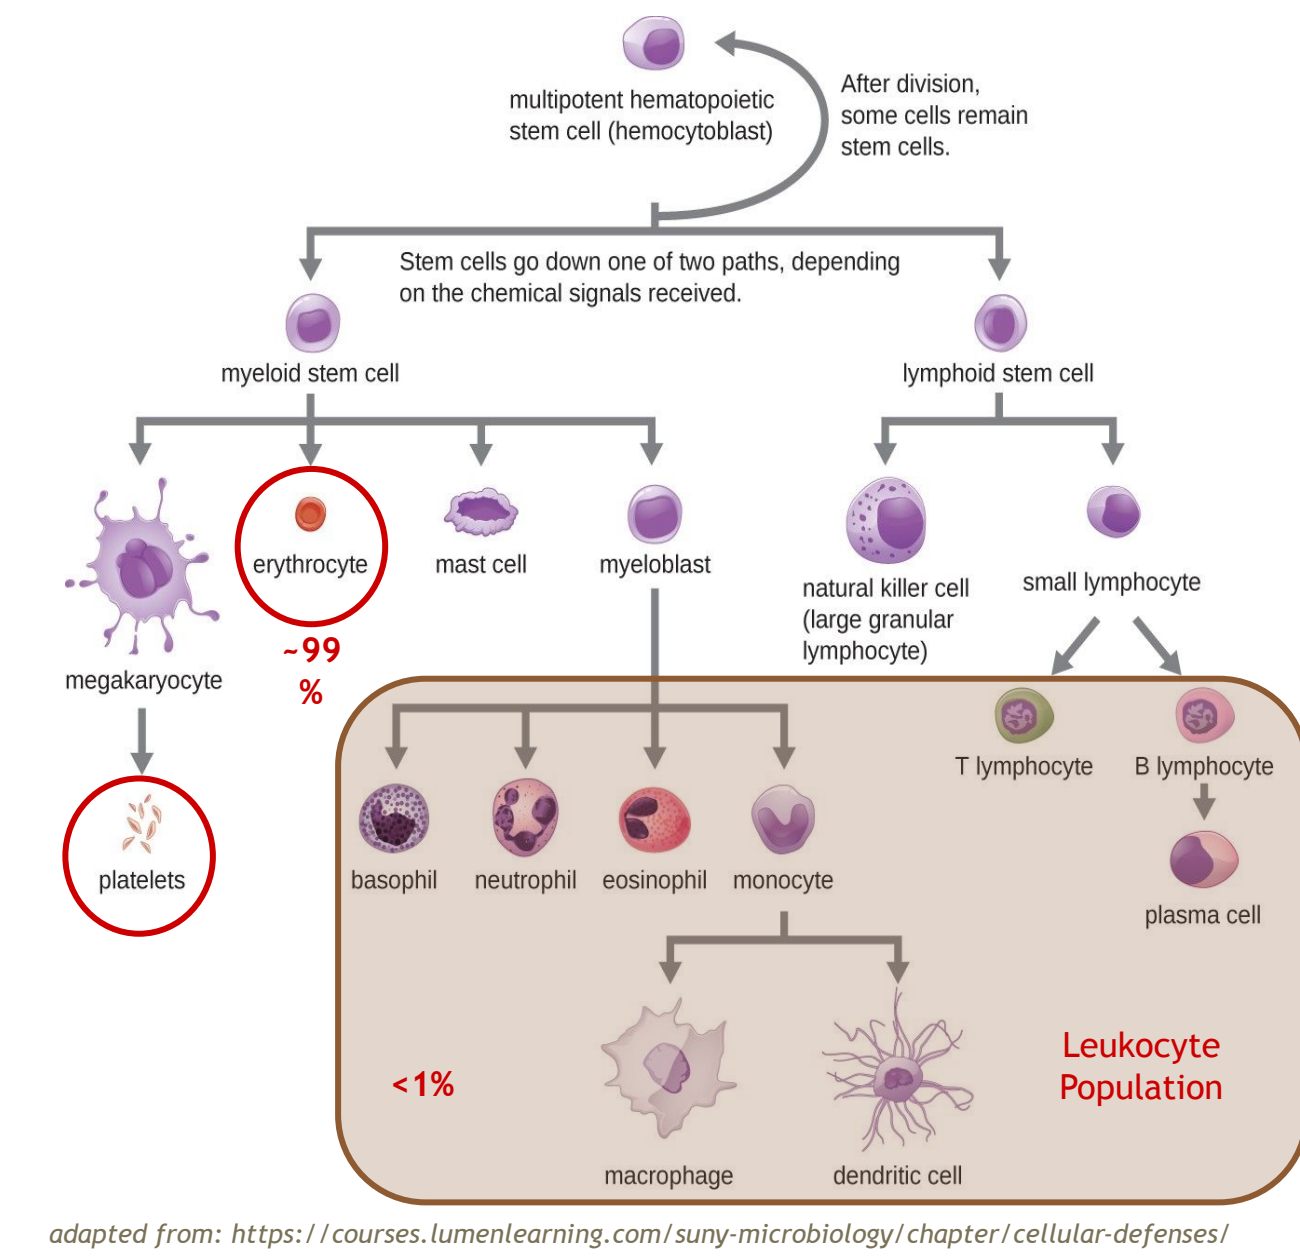 multipotent hematopoietic
stem cell (hemocytoblast)
After division,
some cells remain
stem cells.
Stem cells go down one of two paths, depending
on the chemical signals received.
myeloid stem cell
lymphoid stem cell
erythrocyte
mast cell
myeloblast
natural killer cell
(large granular
lymphocyte)
small lymphocyte
~99
%
megakaryocyte
T lymphocyte
B lymphocyte
platelets
basophil
neutrophil
eosinophil
monocyte
plasma cell
Leukocyte
Population
<1%
macrophage
dendritic cell
adapted from: https://courses.lumenlearning.com/suny-microbiology/chapter/cellular-defenses/